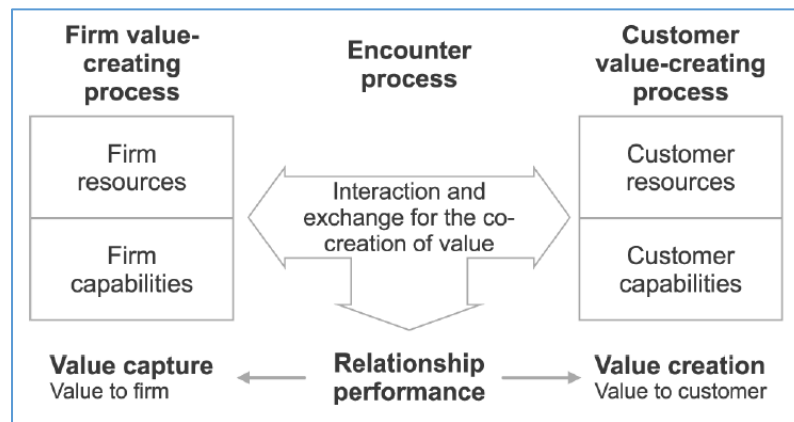 Firm value-
creating
process
Firm
resources
Firm
capabilities
Value capture
Value to firm
Encounter
process
Interaction and
exchange for the co-
creation of value
Relationship
performance
Customer
value-creating
process
Customer
resources
Customer
capabilities
Value creation
Value to customer